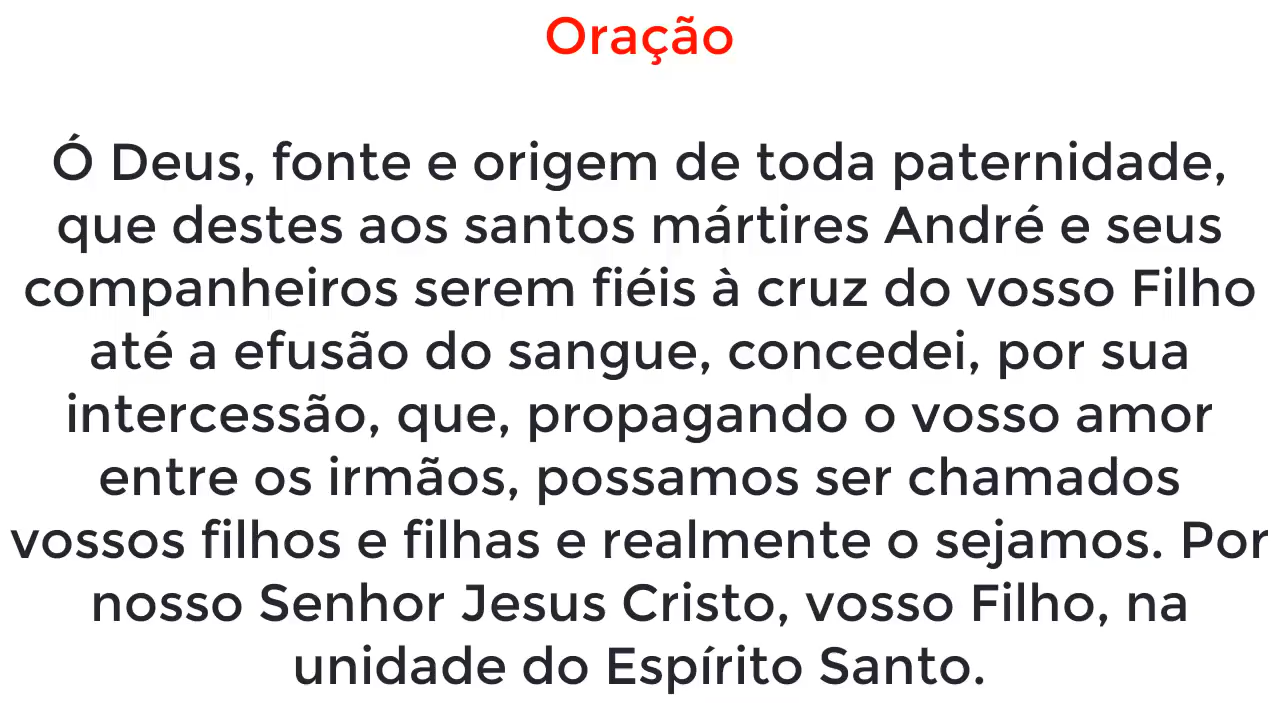 Oração
Ó Deus, fonte e origem de toda paternidade,
que destes aos santos mártires André e seus
companheiros serem fiéis à cruz do vosso Filho
até a efusão do sangue, concedei, por sua
intercessão, que, propagando o vosso amor
entre os irmãos, possamos ser chamados
vossos filhos e filhas e realmente o sejamos. Por
nosso Senhor Jesus Cristo, vosso Filho, na
unidade do Espírito Santo.